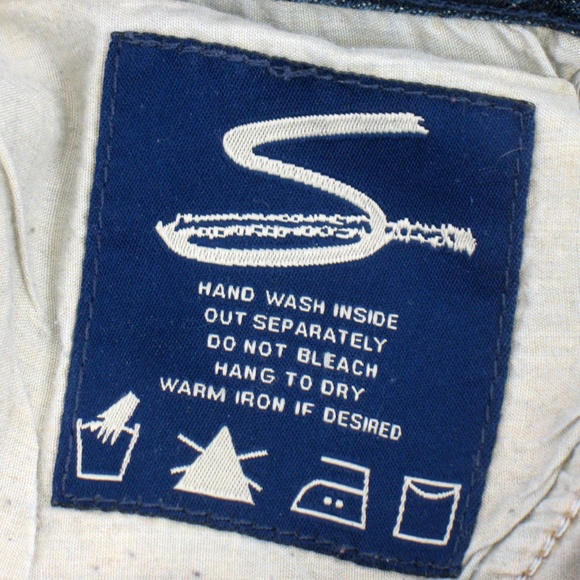 S
HAND WASH INSIDE
OUT SEPARATELY
DO NOT BLEACH
HANG TO DRY
WARM IRON IF DESIRED